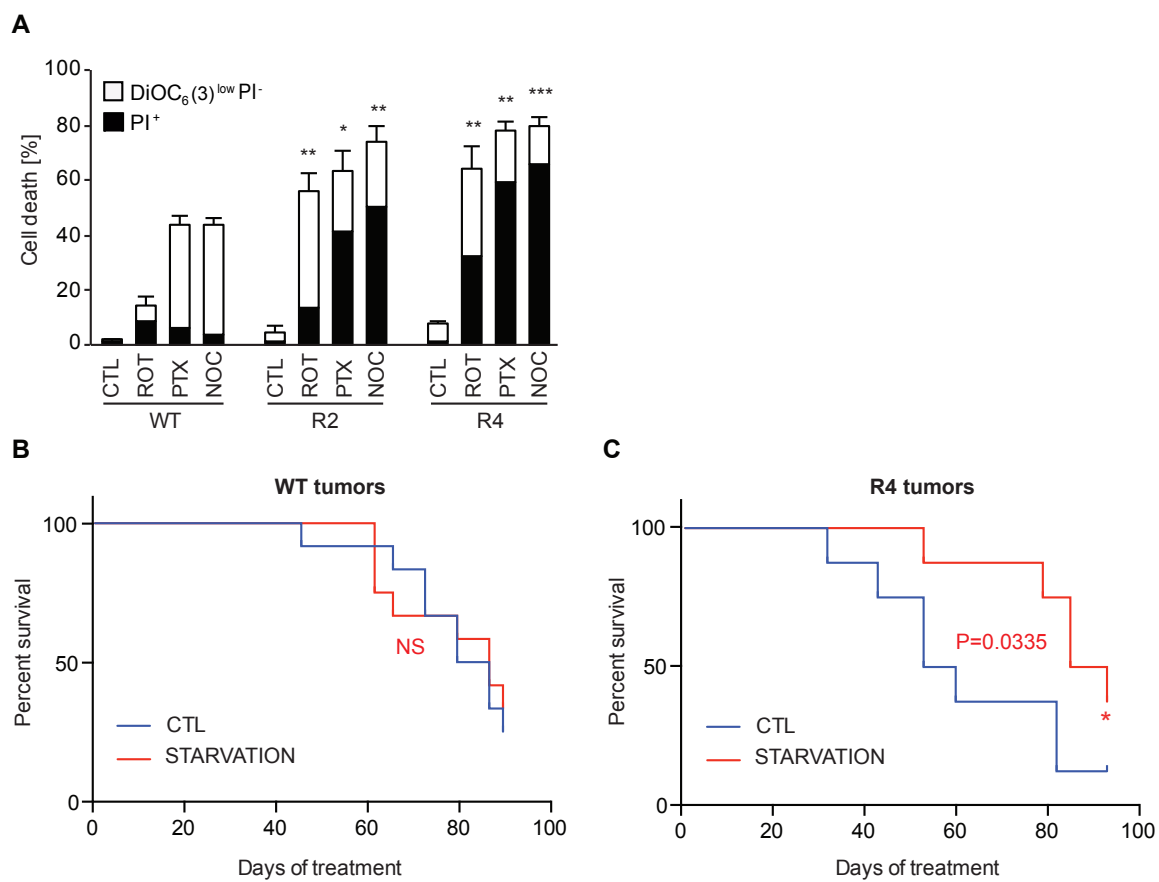 A
Cell death [%]
100
80
60
40
20
0
DiOC6(3)low PI-
PI+
** * **
** ** ***
CTL ROT PTX NOC CTL ROT PTX NOC CTL ROT PTX NOC
WT R2 R4
B
WT tumors
Percent survival
100
50
0
NS
CTL
STARVATION
0 20 40 60 80 100
Days of treatment
C
R4 tumors
Percent survival
100
50
0
P=0.0335
*
CTL
STARVATION
0 20 40 60 80 100
Days of treatment